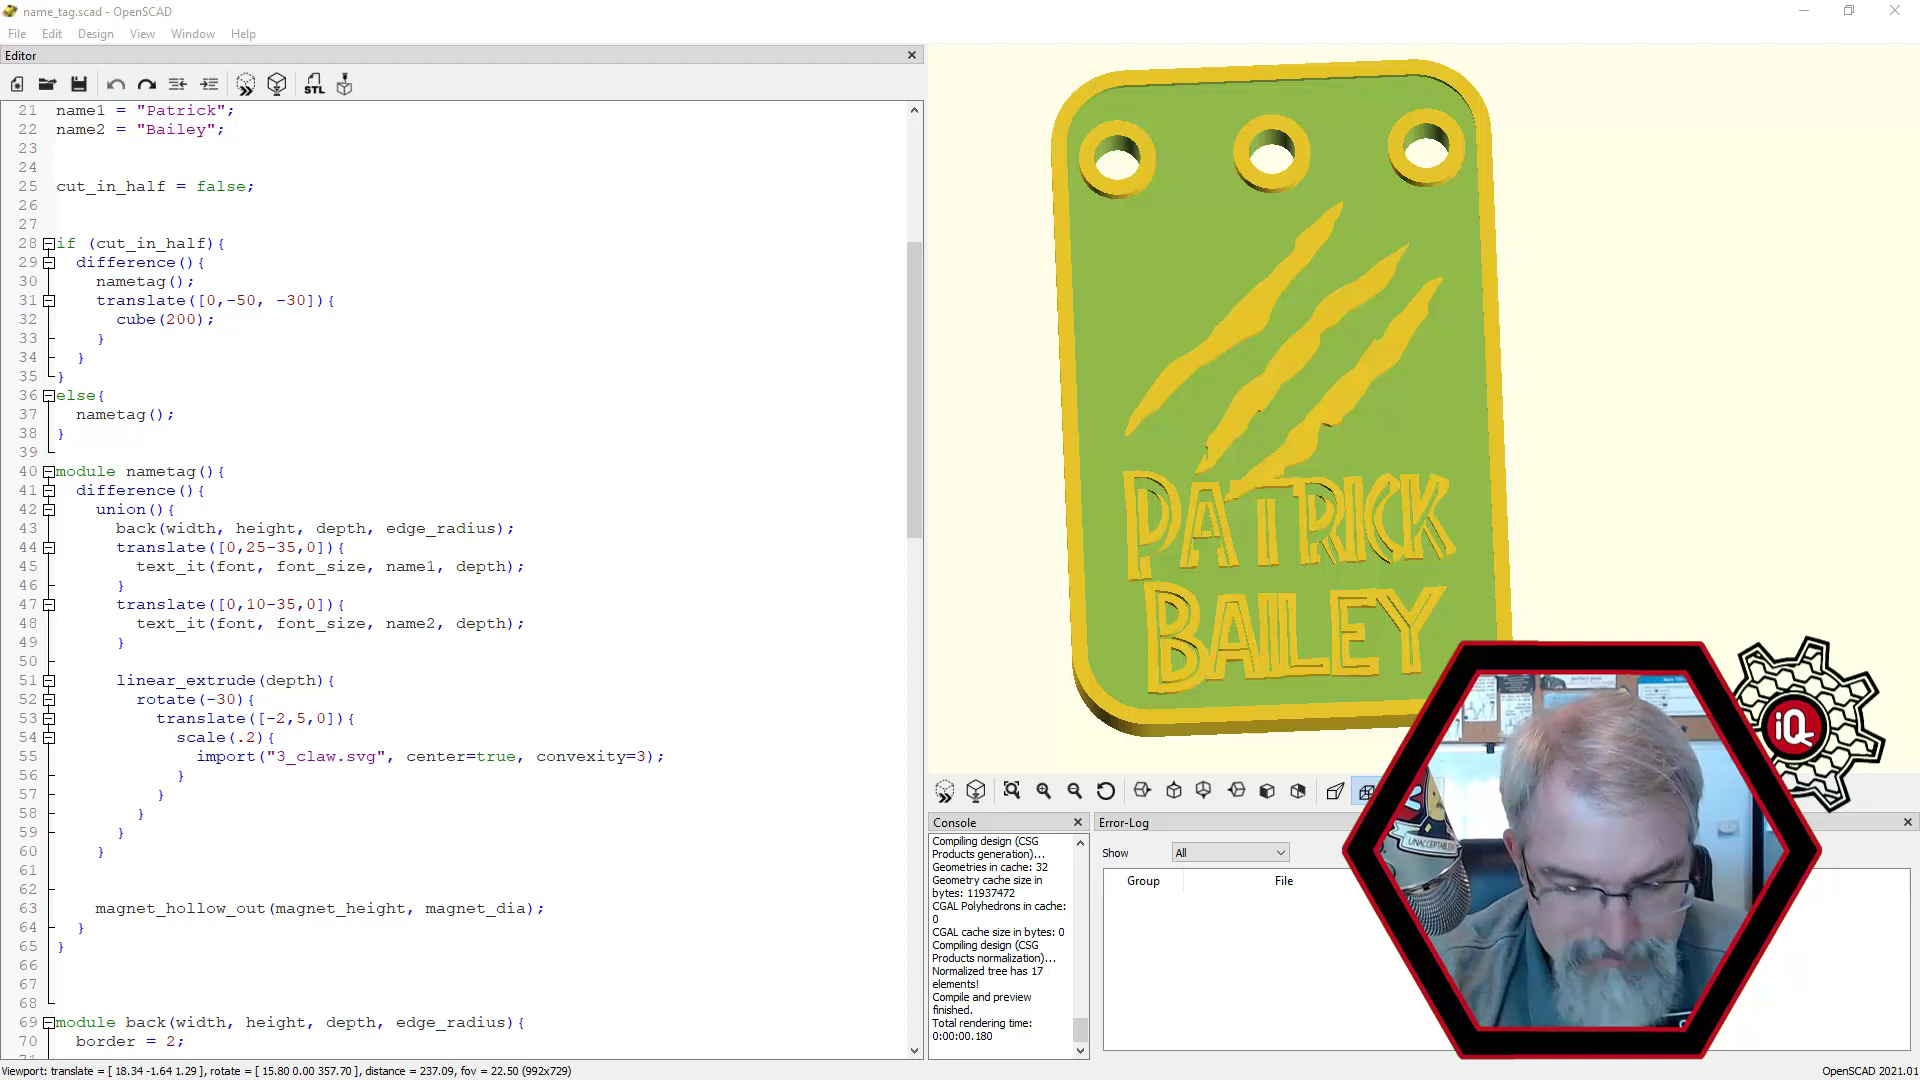 name_tag.scad - OpenSCAD
File Edit Design View Window Help
Editor
STL
21 name1 = "Patrick";
22 name2 = "Bailey";
23
24
25 cut_in_half = false;
26
27
28 if (cut_in_half){
29 difference(){
30 nametag();
31 translate([0,-50, -30]){
32 cube(200);
33 }
34 }
35 }
36 else{
37 nametag();
38 }
39
40 module nametag(){
41 difference(){
42 union(){
43 back(width, height, depth, edge_radius);
44 translate([0,25-35,0]){
45 text_it(font, font_size, name1, depth);
46 }
47 translate([0,10-35,0]){
48 text_it(font, font_size, name2, depth);
49 }
50
51 linear_extrude(depth){
52 rotate(-30){
53 translate([-2,5,0]){
54 scale(.2){
55 import("3_claw.svg", center=true, convexity=3);
56 }
57 }
58 }
59 }
60 }
61
62
63 magnet_hollow_out(magnet_height, magnet_dia);
64 }
65 }
66
67
68
69 module back(width, height, depth, edge_radius){
70 border = 2;
PATRICK
BAILEY
iQ
UNACCEPTABLE
Console
Compiling design (CSG
Products generation)...
Geometries in cache: 32
Geometry cache size in
bytes: 11937472
CGAL Polyhedrons in cache:
0
CGAL cache size in bytes: 0
Compiling design (CSG
Products normalization)...
Normalized tree has 17
elements!
Compile and preview
finished.
Total rendering time:
0:00:00.180
Error-Log
Show All
Group File
Viewport: translate = [ 18.34 -1.64 1.29 ], rotate = [ 15.80 0.00 357.70 ], distance = 237.09, fov = 22.50 (992x729)
OpenSCAD 2021.01